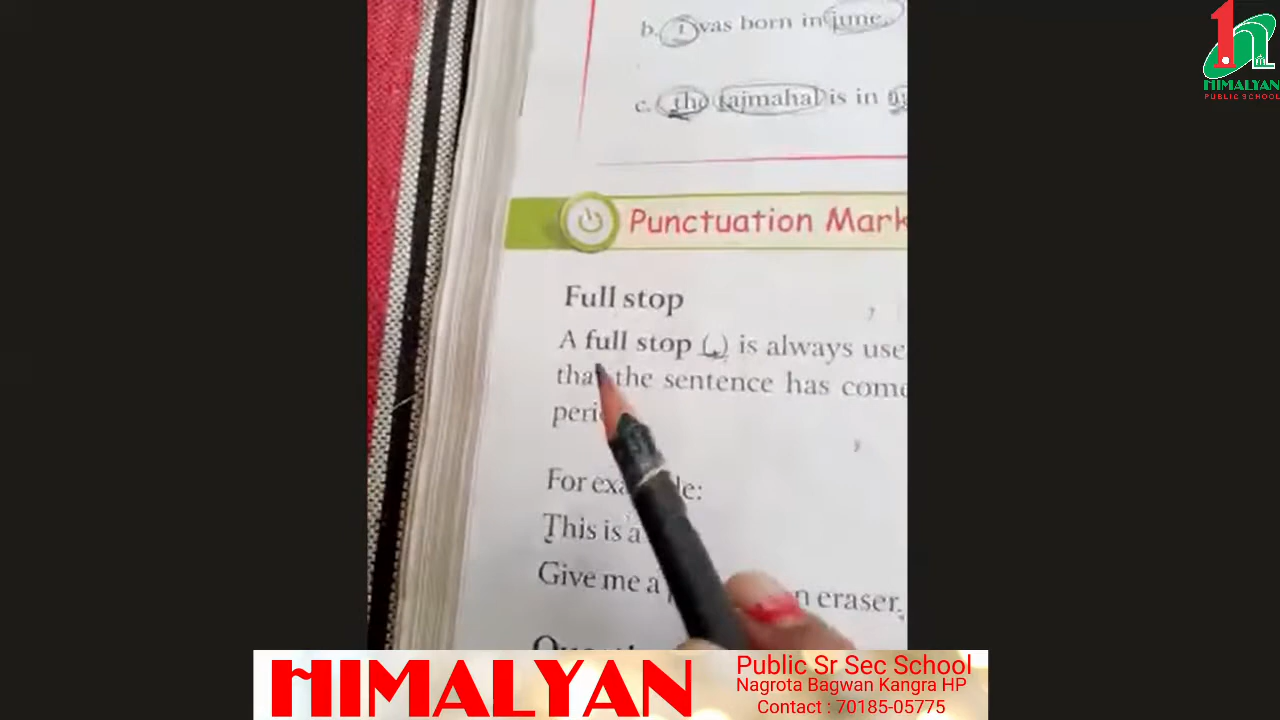 b. i was born in june.
c. the tajmahal is in
Punctuation Mark
Full stop
A full stop (.) is always use
that the sentence has come
For example:
This is a
Give me a n eraser.
HIMALYAN
PUBLIC SCHOOL
HIMALYAN
Public Sr Sec School
Nagrota Bagwan Kangra HP
Contact : 70185-05775